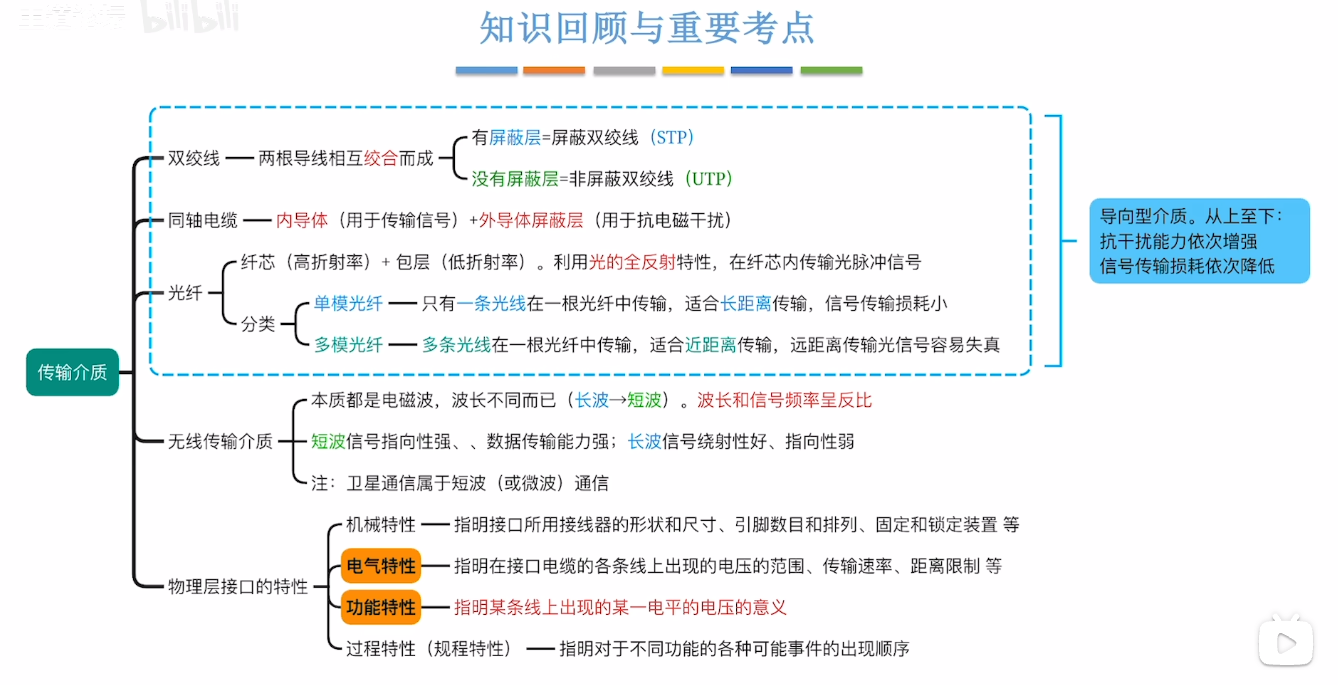 bilibili
知识回顾与重要考点
传输介质
双绞线
两根导线相互绞合而成
有屏蔽层=屏蔽双绞线（STP）
没有屏蔽层=非屏蔽双绞线（UTP）
同轴电缆
内导体（用于传输信号）+外导体屏蔽层（用于抗电磁干扰）
光纤
纤芯（高折射率）+ 包层（低折射率）。利用光的全反射特性，在纤芯内传输光脉冲信号
分类
单模光纤
只有一条光线在一根光纤中传输，适合长距离传输，信号传输损耗小
多模光纤
多条光线在一根光纤中传输，适合近距离传输，远距离传输光信号容易失真
导向型介质。从上至下：
抗干扰能力依次增强
信号传输损耗依次降低
无线传输介质
本质都是电磁波，波长不同而已（长波→短波）。波长和信号频率呈反比
短波信号指向性强、、数据传输能力强；长波信号绕射性好、指向性弱
注：卫星通信属于短波（或微波）通信
物理层接口的特性
机械特性
指明接口所用接线器的形状和尺寸、引脚数目和排列、固定和锁定装置 等
电气特性
指明在接口电缆的各条线上出现的电压的范围、传输速率、距离限制 等
功能特性
指明某条线上出现的某一电平的电压的意义
过程特性（规程特性）
指明对于不同功能的各种可能事件的出现顺序